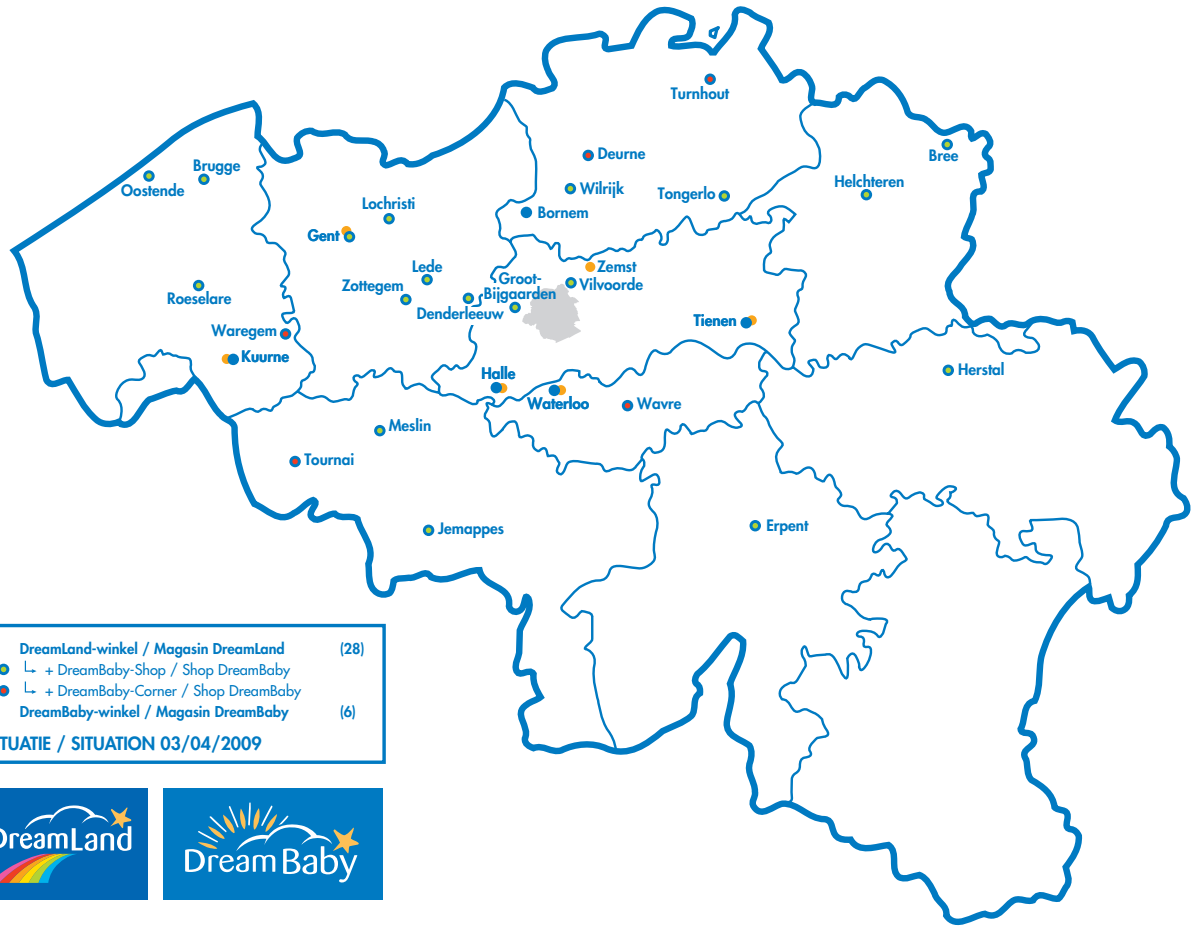 Turnhout
Deurne
Bree
Brugge
Oostende
Wilrijk
Tongerlo
Helchteren
Lochristi
Bornem
Gent
Lede
Zemst
Groot-
Bijgaarden
Vilvoorde
Zottegem
Roeselare
Denderleeuw
Waregem
Tienen
Kuurne
Halle
Herstal
Waterloo
Wavre
Meslin
Tournai
Jemappes
Erpent
DreamLand-winkel / Magasin DreamLand (28)
+ DreamBaby-Shop / Shop DreamBaby
+ DreamBaby-Corner / Shop DreamBaby
DreamBaby-winkel / Magasin DreamBaby (6)
TUATIE / SITUATION 03/04/2009
DreamLand
Dream Baby